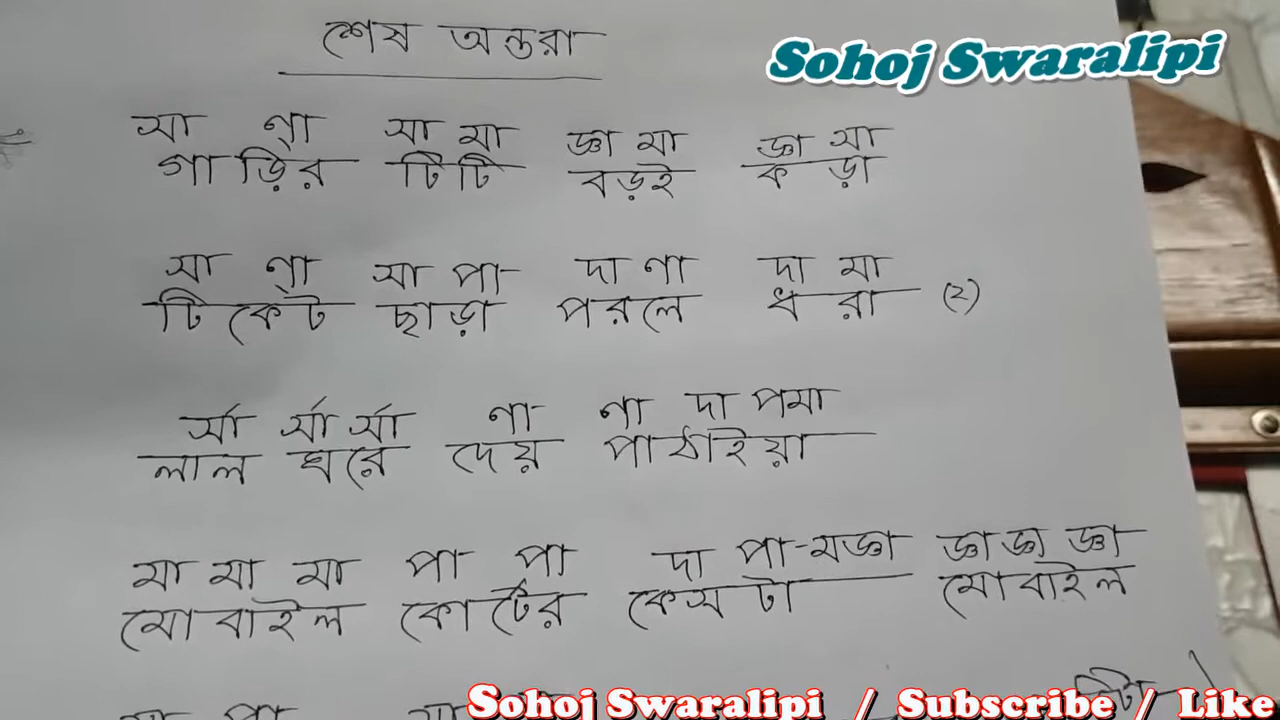 শেষ অন্তরা
Sohoj Swaralipi
সা ণ্া সা মা জ্ঞা মা জ্ঞা সা
গাড়ির টিটি বড়ই কড়া
সা ণ্া সা পা- দা ণা দা মা
টিকেট ছাড়া পরলে ধরা (২)
র্সা র্সা র্সা ণা- ণা দা পমা
লাল ঘরে দেয় পাঠাইয়া
মা মা মা পা- পা দা পা-মজ্ঞা জ্ঞা জ্ঞা জ্ঞা
মোবাইল কোর্টের কেস টা মোবাইল
Sohoj Swaralipi / Subscribe / Like